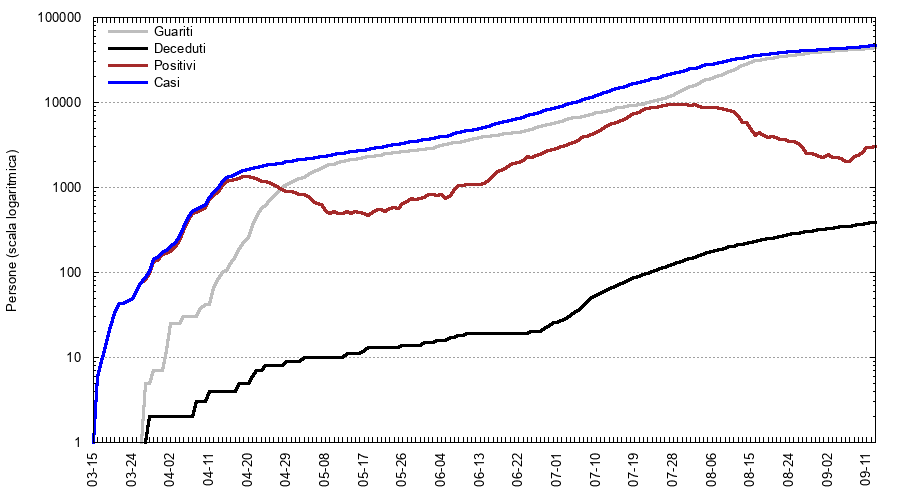 100000
10000
1000
100
10
1
Persone (scala logaritmica)
Guariti
Deceduti
Positivi
Casi
03-15 03-24 04-02 04-11 04-20 04-29 05-08 05-17 05-26 06-04 06-13 06-22 07-01 07-10 07-19 07-28 08-06 08-15 08-24 09-02 09-11